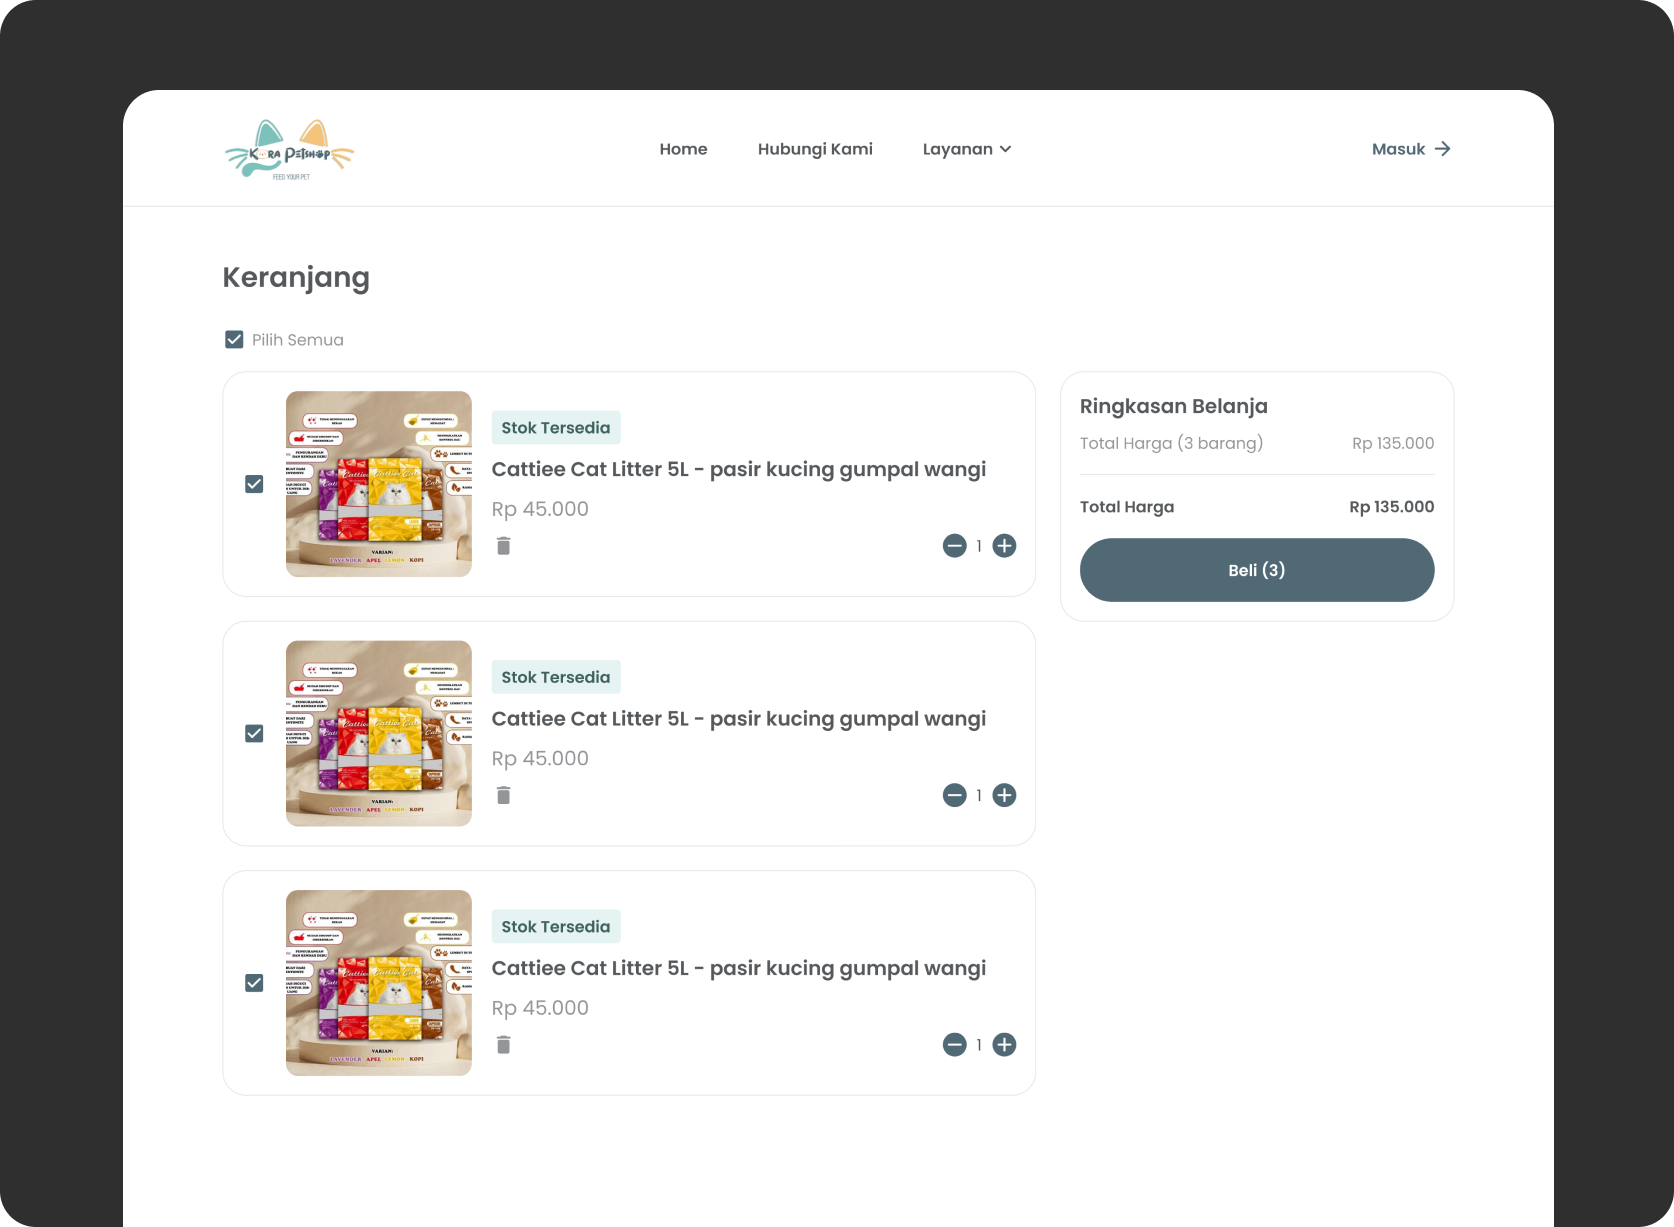 KORA PETSHOP
FEED YOUR PET
Home
Hubungi Kami
Layanan
Masuk
Keranjang
Pilih Semua
Stok Tersedia
Cattiee Cat Litter 5L - pasir kucing gumpal wangi
Rp 45.000
1
VARIAN:
LAVENDER APEL LEMON KOPI
Ringkasan Belanja
Total Harga (3 barang)
Rp 135.000
Total Harga
Rp 135.000
Beli (3)
Stok Tersedia
Cattiee Cat Litter 5L - pasir kucing gumpal wangi
Rp 45.000
1
VARIAN:
LAVENDER APEL LEMON KOPI
Stok Tersedia
Cattiee Cat Litter 5L - pasir kucing gumpal wangi
Rp 45.000
1
VARIAN:
LAVENDER APEL LEMON KOPI